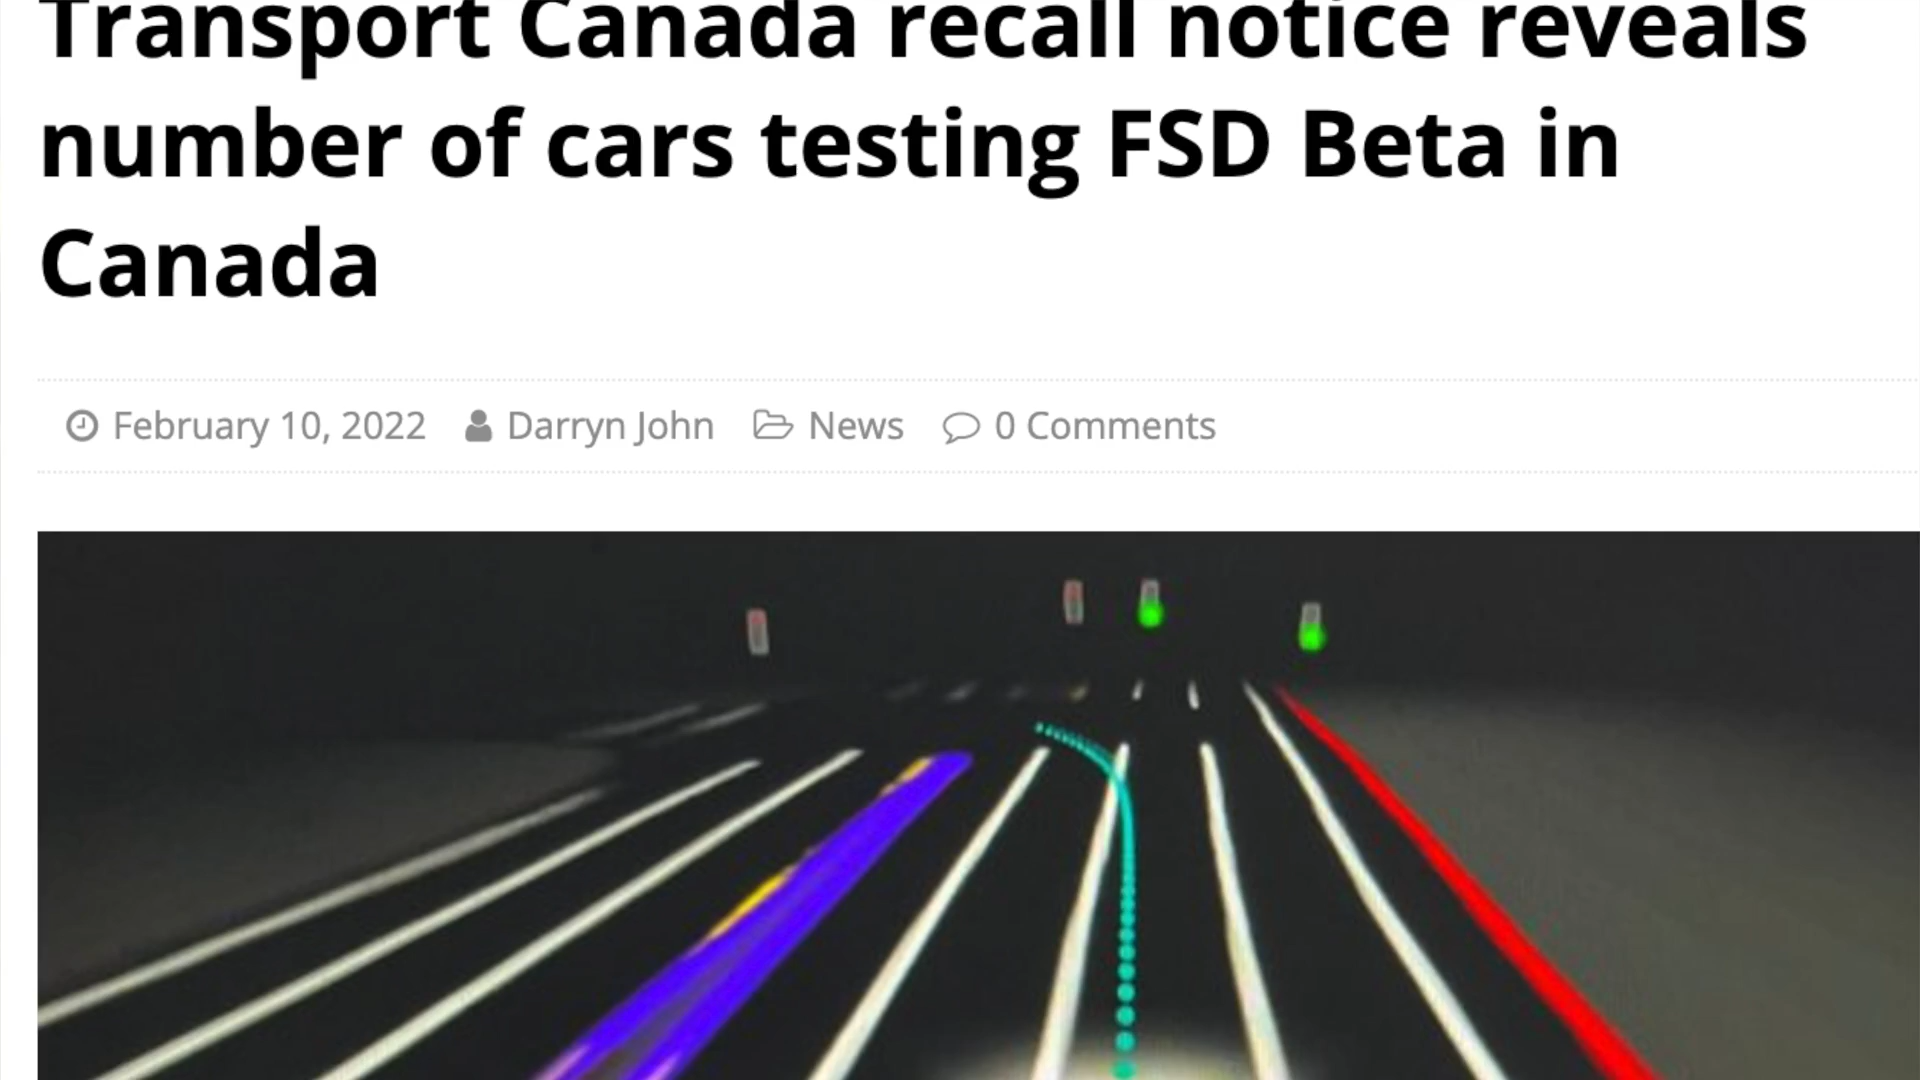 Transport Canada recall notice reveals
number of cars testing FSD Beta in
Canada
February 10, 2022 Darryn John News 0 Comments